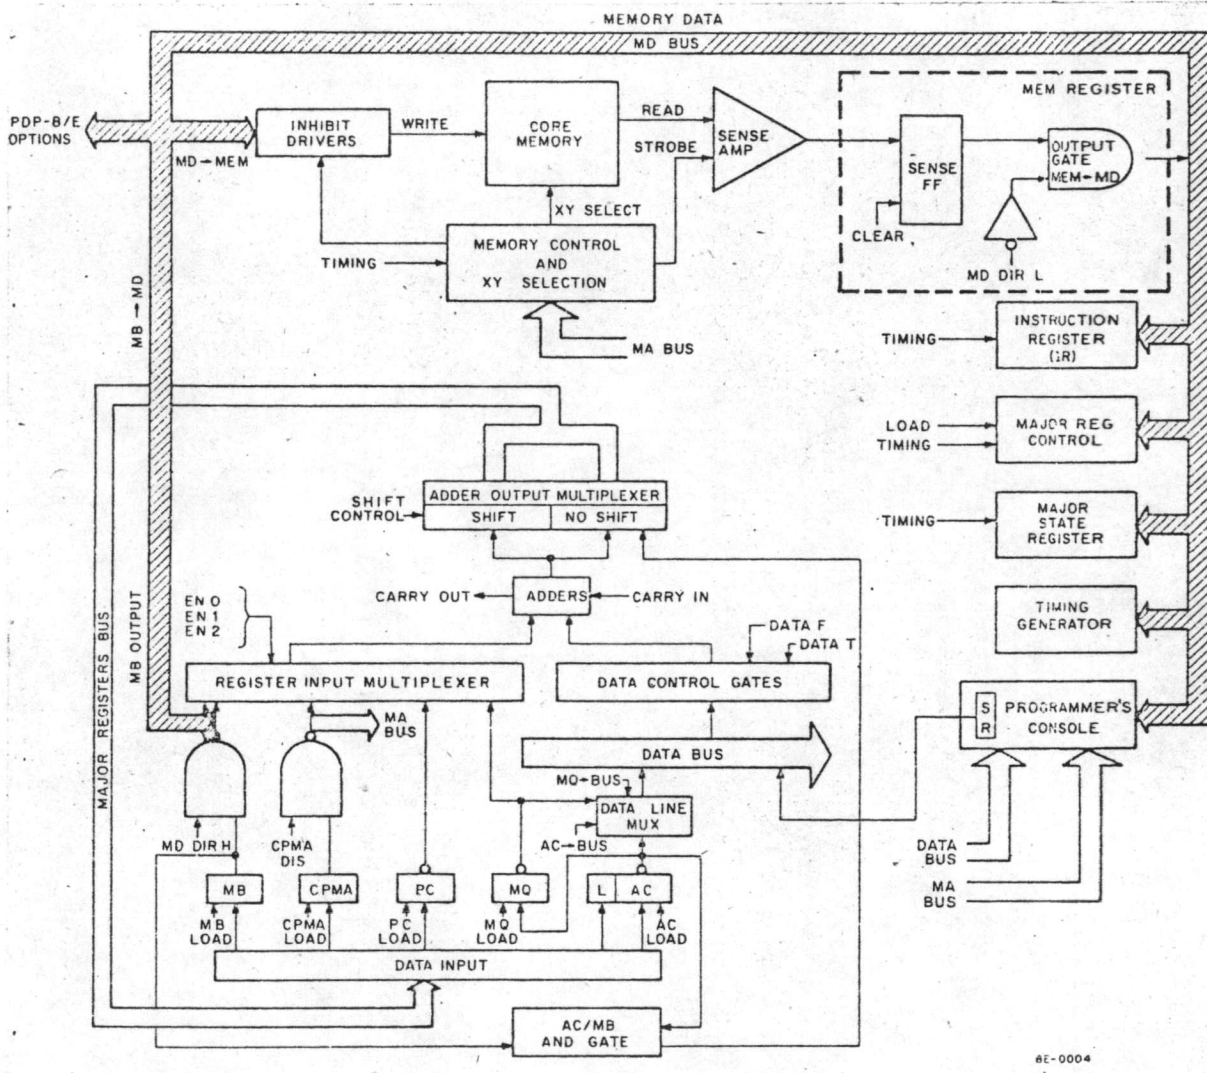 MEMORY DATA
MD BUS
PDP-8/E
OPTIONS
MD→MEM
INHIBIT
DRIVERS
WRITE
CORE
MEMORY
READ
STROBE
SENSE
AMP
MEM REGISTER
SENSE
FF
OUTPUT
GATE
MEM→MD
CLEAR
MD DIR L
XY SELECT
TIMING
MEMORY CONTROL
AND
XY SELECTION
MA BUS
MB→MD
TIMING
INSTRUCTION
REGISTER
(IR)
LOAD
TIMING
MAJOR REG
CONTROL
TIMING
MAJOR
STATE
REGISTER
TIMING
GENERATOR
SHIFT
CONTROL
ADDER OUTPUT MULTIPLEXER
SHIFT
NO SHIFT
CARRY OUT
ADDERS
CARRY IN
MAJOR REGISTERS BUS
MB OUTPUT
EN 0
EN 1
EN 2
DATA F
DATA T
REGISTER INPUT MULTIPLEXER
DATA CONTROL GATES
MA
BUS
DATA BUS
SR
PROGRAMMER'S
CONSOLE
MQ→BUS
DATA LINE
MUX
AC→BUS
MD DIR H
CPMA
DIS
DATA
BUS
MA
BUS
MB
CPMA
PC
MQ
L AC
MB
LOAD
CPMA
LOAD
PC
LOAD
MQ
LOAD
AC
LOAD
DATA INPUT
AC/MB
AND GATE
8E-0004